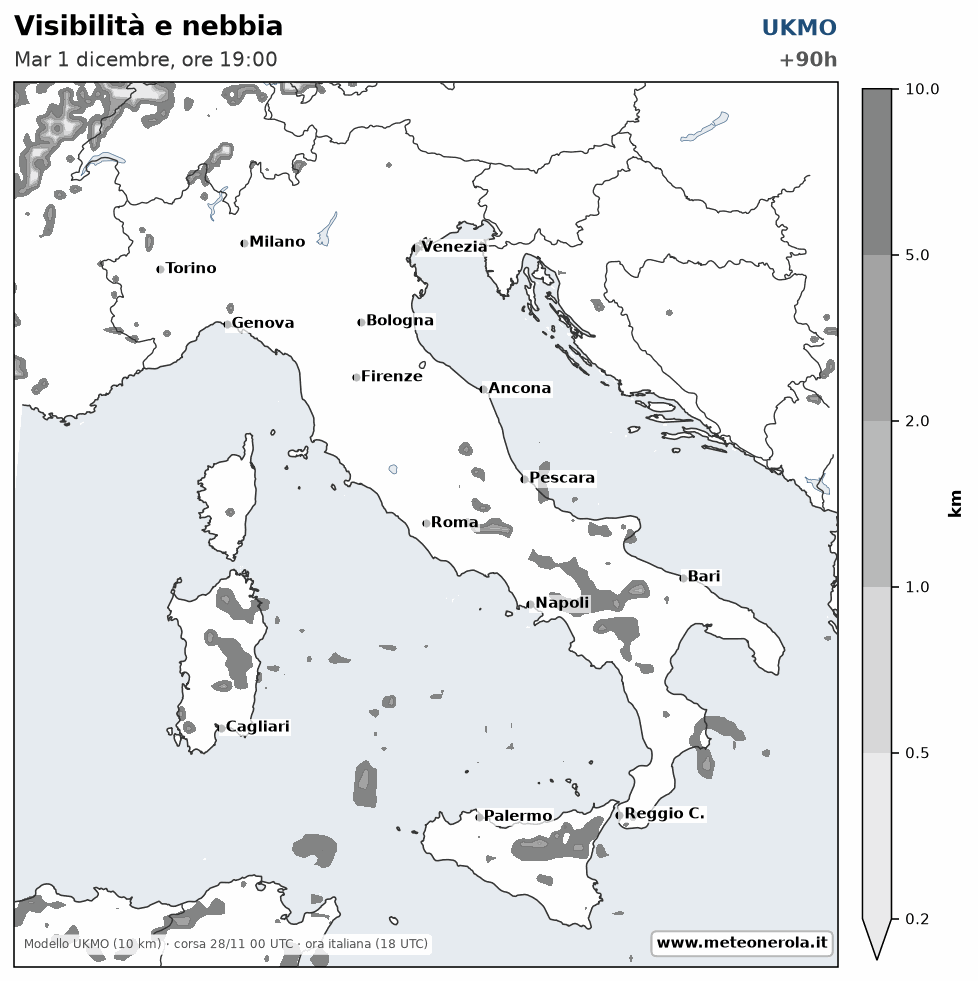 Visibilità e nebbia
UKMO
Mar 1 dicembre, ore 19:00
+90h
Milano
Venezia
Torino
Genova
Bologna
Firenze
Ancona
Pescara
Roma
Bari
Napoli
Cagliari
Palermo
Reggio C.
10.0
5.0
2.0
1.0
0.5
0.2
km
Modello UKMO (10 km) · corsa 28/11 00 UTC · ora italiana (18 UTC)
www.meteonerola.it